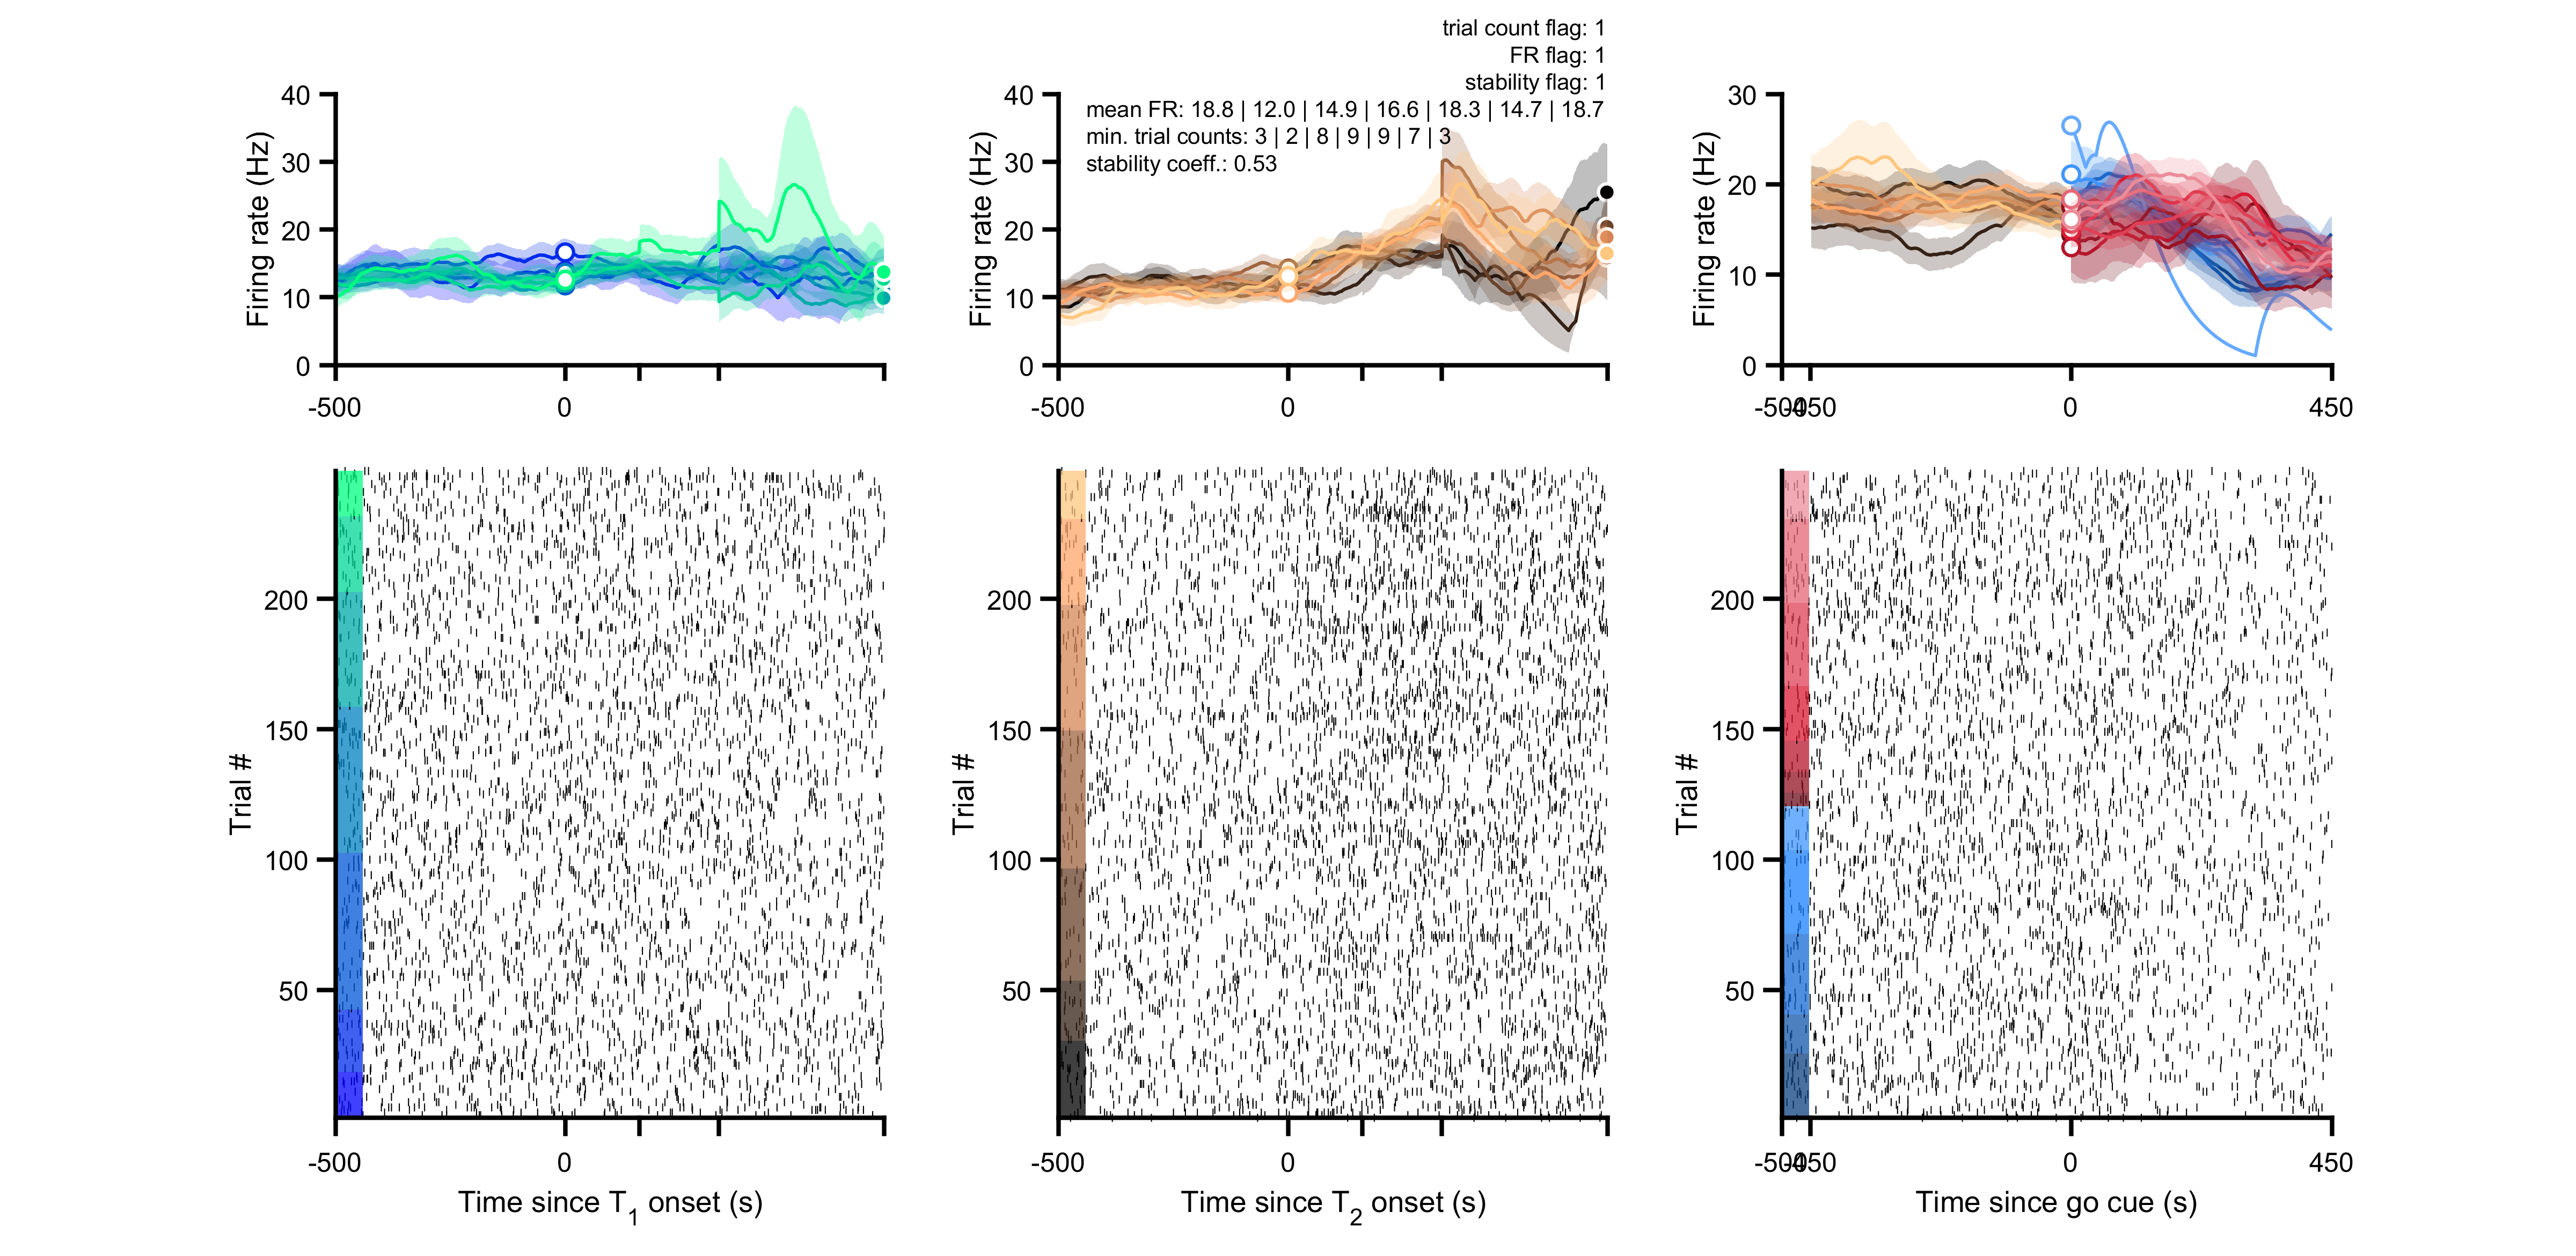 trial count flag: 1
FR flag: 1
stability flag: 1
mean FR: 18.8 | 12.0 | 14.9 | 16.6 | 18.3 | 14.7 | 18.7
min. trial counts: 3 | 2 | 8 | 9 | 9 | 7 | 3
stability coeff.: 0.53
Firing rate (Hz)
40
30
20
10
0
-500
0
Firing rate (Hz)
40
30
20
10
0
-500
0
Firing rate (Hz)
30
20
10
0
-500
-450
0
450
Trial #
200
150
100
50
-500
0
Time since T1 onset (s)
Trial #
200
150
100
50
-500
0
Time since T2 onset (s)
Trial #
200
150
100
50
-500
-450
0
450
Time since go cue (s)